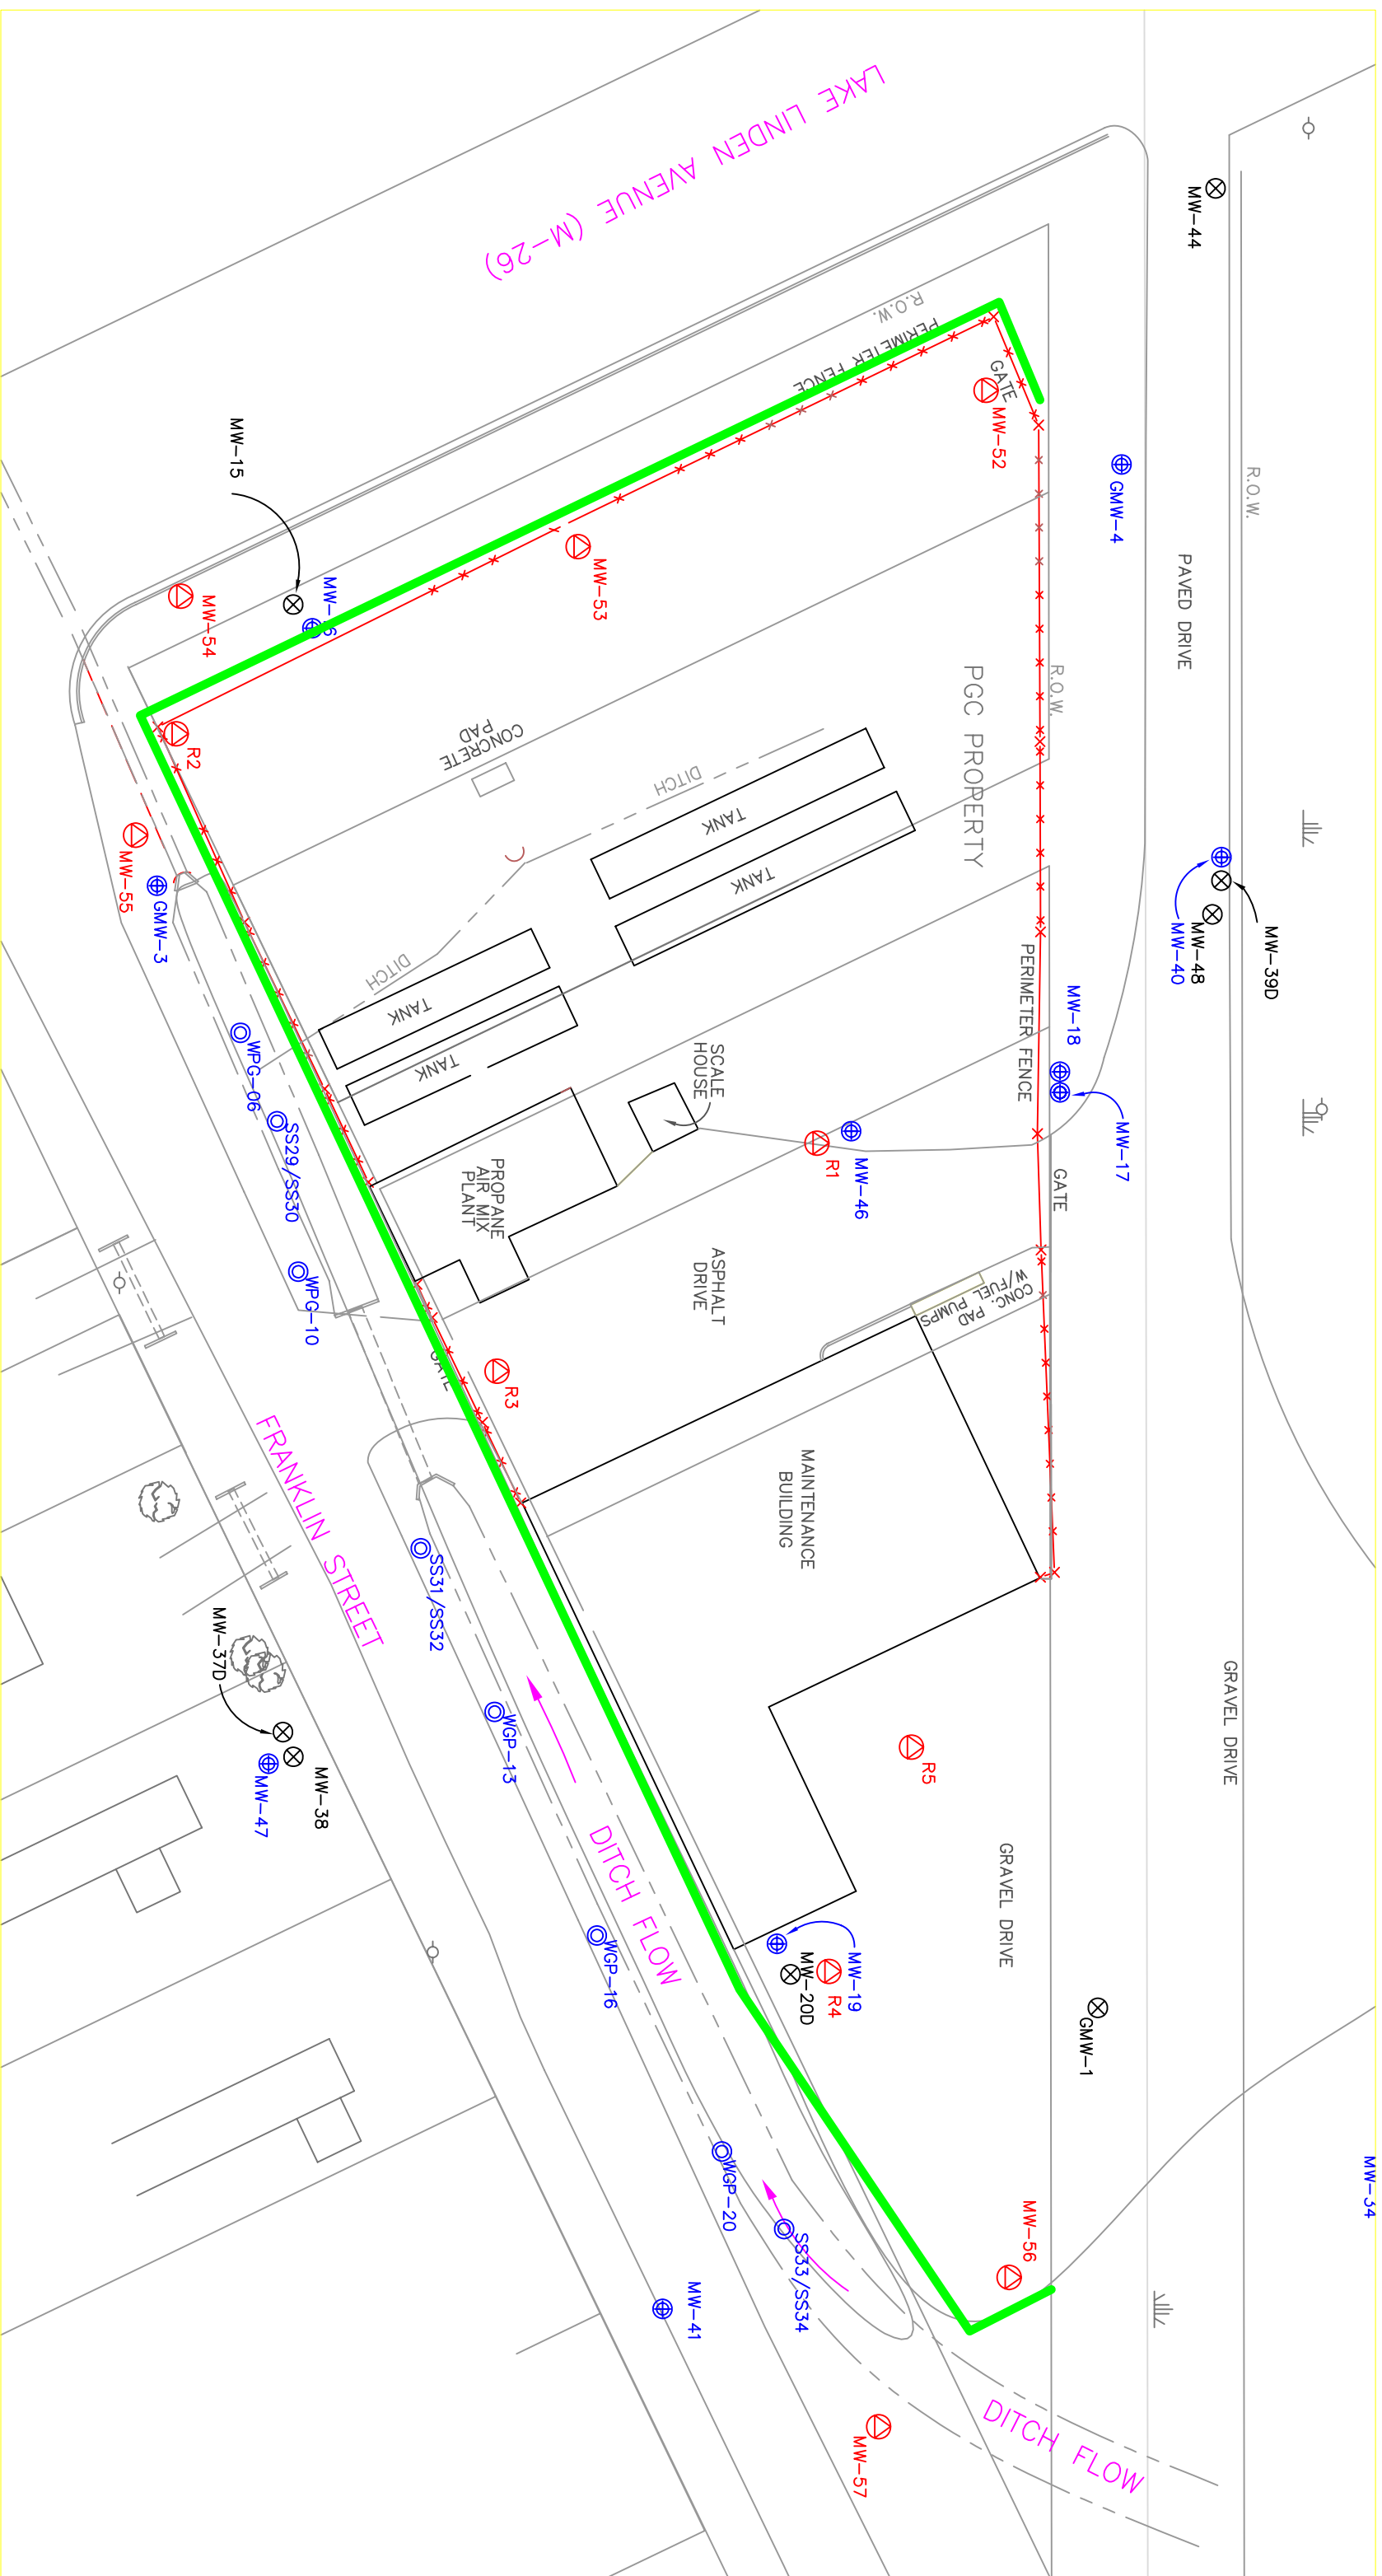 LAKE LINDEN AVENUE (M-26)
MW-44
R.O.W.
PERIMETER FENCE
GATE
MW-52
GMW-4
R.O.W.
PAVED DRIVE
MW-15
MW-53
MW-54
R2
CONCRETE
PAD
DITCH
TANK
TANK
PGC PROPERTY
R.O.W.
MW-55
GMW-3
DITCH
TANK
TANK
MW-40
MW-48
MW-39D
PERIMETER FENCE
MW-18
MW-17
SCALE
HOUSE
R1
MW-46
GATE
WPG-06
SS29/SS30
WPG-10
PROPANE
AIR MIX
PLANT
ASPHALT
DRIVE
CONC. PAD
W/FUEL PUMPS
GATE
R3
FRANKLIN STREET
MAINTENANCE
BUILDING
SS31/SS32
MW-37D
MW-38
MW-47
WGP-13
DITCH FLOW
R5
GRAVEL DRIVE
GRAVEL DRIVE
WGP-16
MW-19
R4
MW-20D
GMW-1
WGP-20
SS33/SS34
MW-56
MW-34
MW-41
MW-57
DITCH FLOW